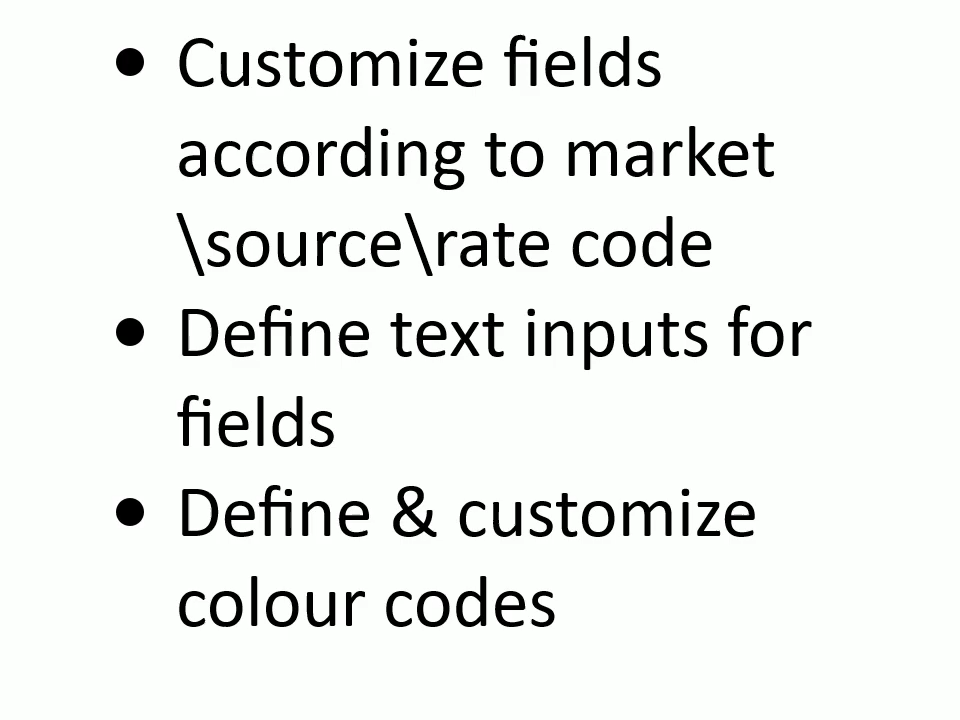 • Customize fields
according to market
\source\rate code
• Define text inputs for
fields
• Define & customize
colour codes